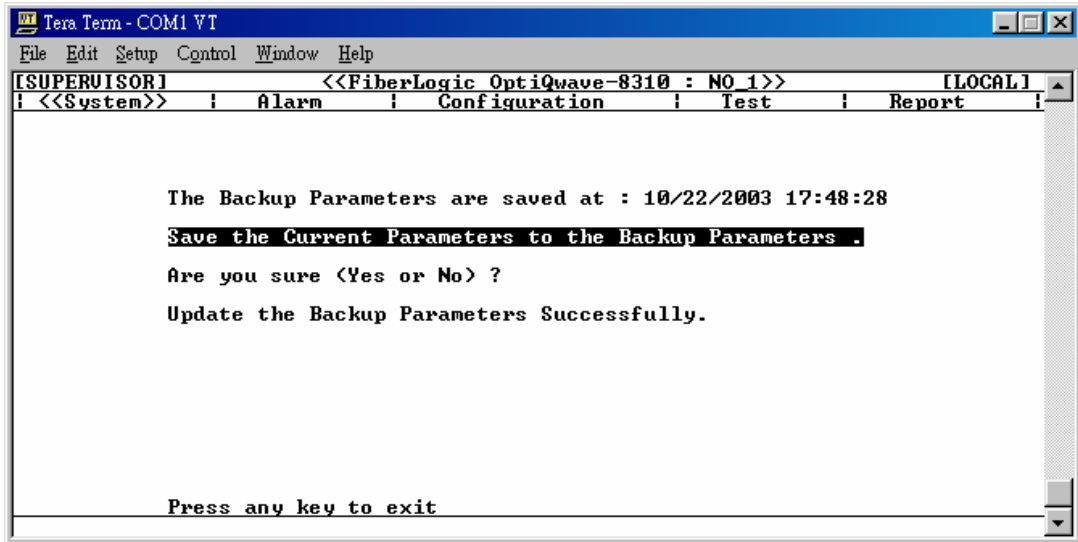 Tera Term - COM1 VT
File Edit Setup Control Window Help
[SUPERVISOR] <<FiberLogic OptiQwave-8310 : NO_1>> [LOCAL]
¦ <<System>> ¦ Alarm ¦ Configuration ¦ Test ¦ Report ¦
The Backup Parameters are saved at : 10/22/2003 17:48:28
Save the Current Parameters to the Backup Parameters .
Are you sure (Yes or No) ?
Update the Backup Parameters Successfully.
Press any key to exit